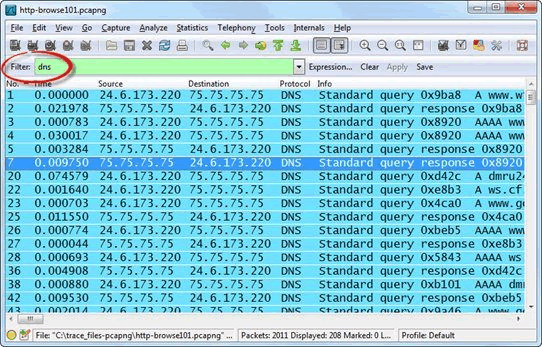 http-browse101.pcapng
File Edit View Go Capture Analyze Statistics Telephony Tools Internals Help
Filter: dns Expression... Clear Apply Save
No. Time Source Destination Protocol Info
1 0.000000 24.6.173.220 75.75.75.75 DNS Standard query 0x9ba8 A www.w
2 0.021978 75.75.75.75 24.6.173.220 DNS Standard query response 0x9ba8
3 0.000783 24.6.173.220 75.75.75.75 DNS Standard query 0x8920 AAAA www
4 0.030017 24.6.173.220 75.75.75.75 DNS Standard query 0x8920 AAAA www
5 0.003284 75.75.75.75 24.6.173.220 DNS Standard query response 0x8920
7 0.009750 75.75.75.75 24.6.173.220 DNS Standard query response 0x8920
20 0.074579 24.6.173.220 75.75.75.75 DNS Standard query 0xd42c A dmru24
22 0.001640 24.6.173.220 75.75.75.75 DNS Standard query 0xe8b3 A ws.cf
23 0.000703 24.6.173.220 75.75.75.75 DNS Standard query 0x4ca0 A www.go
25 0.011550 75.75.75.75 24.6.173.220 DNS Standard query response 0x4ca0
26 0.000774 24.6.173.220 75.75.75.75 DNS Standard query 0xbeb5 AAAA www
27 0.000044 75.75.75.75 24.6.173.220 DNS Standard query response 0xe8b3
28 0.000693 24.6.173.220 75.75.75.75 DNS Standard query 0x5843 AAAA ws
36 0.004908 75.75.75.75 24.6.173.220 DNS Standard query response 0xd42c
38 0.000880 24.6.173.220 75.75.75.75 DNS Standard query 0xb101 AAAA dm
42 0.009530 75.75.75.75 24.6.173.220 DNS Standard query response 0xbeb5
43 0.002014 75.75.75.75 24.6.173.220 DNS Standard query response
File: "C:\trace_files-pcapng\http-browse101.pcapng" ... Packets: 2011 Displayed: 208 Marked: 0 L... Profile: Default